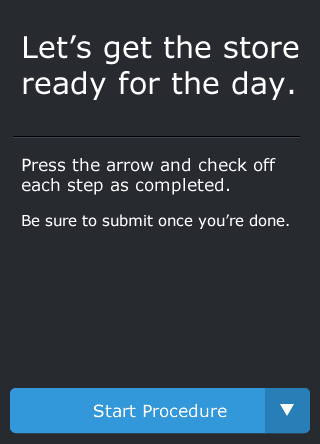 Let’s get the store
ready for the day.
Press the arrow and check off
each step as completed.
Be sure to submit once you’re done.
Start Procedure